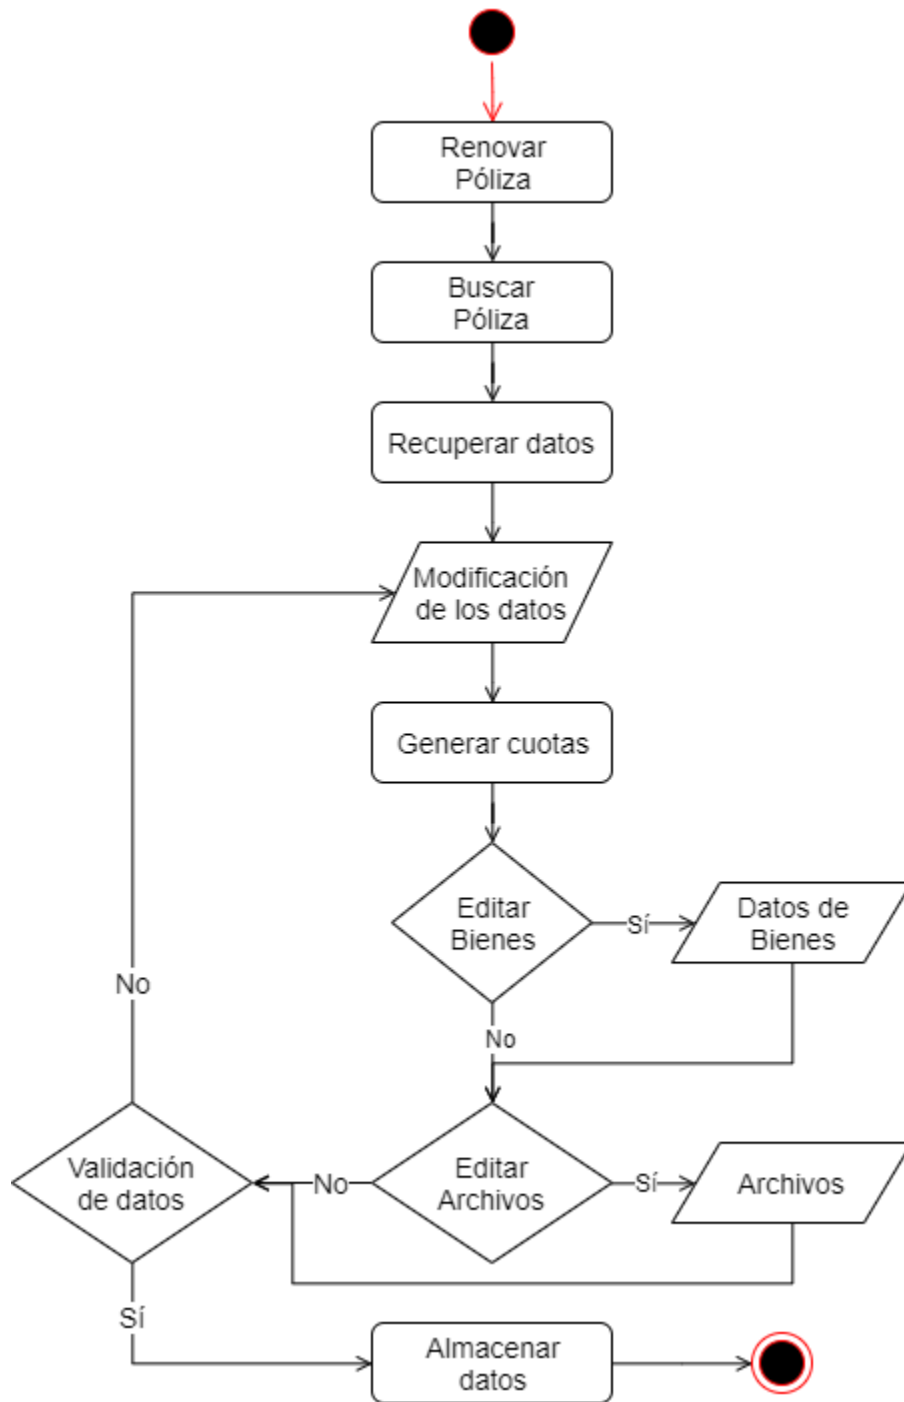 Renovar
Póliza
Buscar
Póliza
Recuperar datos
Modificación
de los datos
Generar cuotas
Editar
Bienes
Sí
Datos de
Bienes
No
No
Validación
de datos
No
Editar
Archivos
Sí
Archivos
Sí
Almacenar
datos